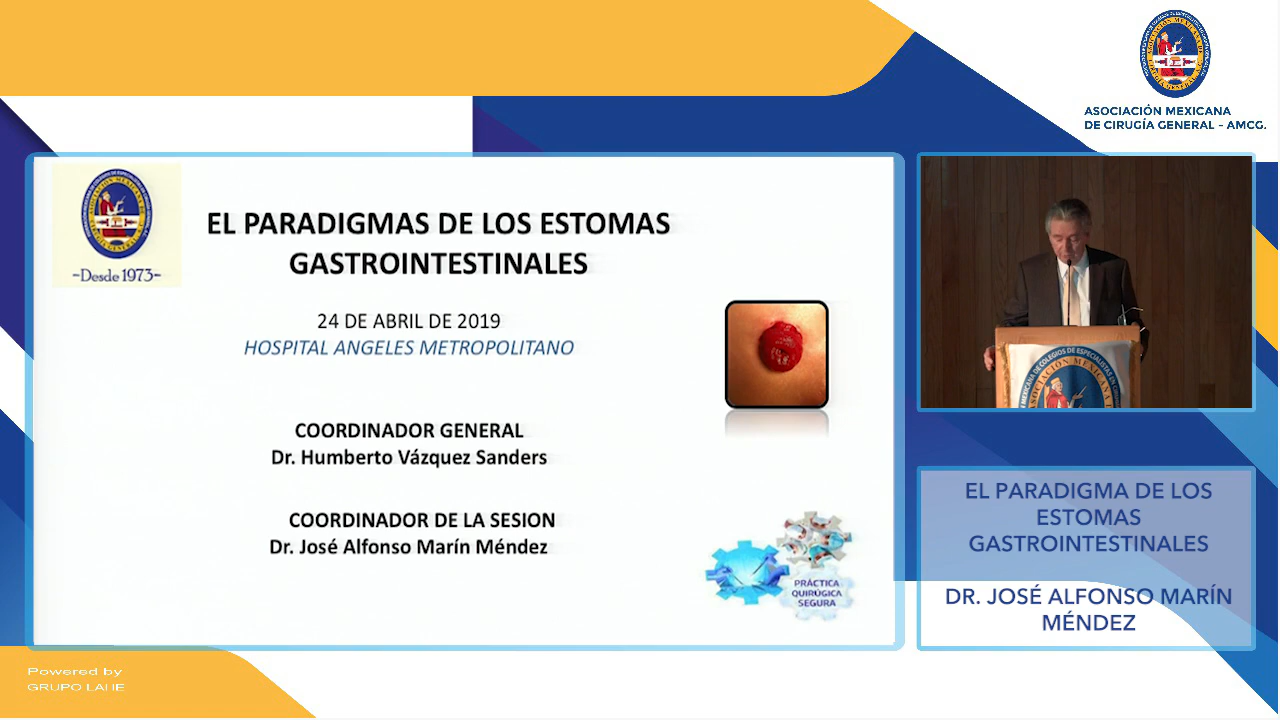 ASOCIACIÓN MEXICANA
DE CIRUGÍA GENERAL - AMCG.
-Desde 1973-
EL PARADIGMAS DE LOS ESTOMAS
GASTROINTESTINALES
24 DE ABRIL DE 2019
HOSPITAL ANGELES METROPOLITANO
COORDINADOR GENERAL
Dr. Humberto Vázquez Sanders
COORDINADOR DE LA SESION
Dr. José Alfonso Marín Méndez
PRÁCTICA
QUIRÚGICA
SEGURA
EL PARADIGMA DE LOS
ESTOMAS
GASTROINTESTINALES
DR. JOSÉ ALFONSO MARÍN
MÉNDEZ
Powered by
GRUPO